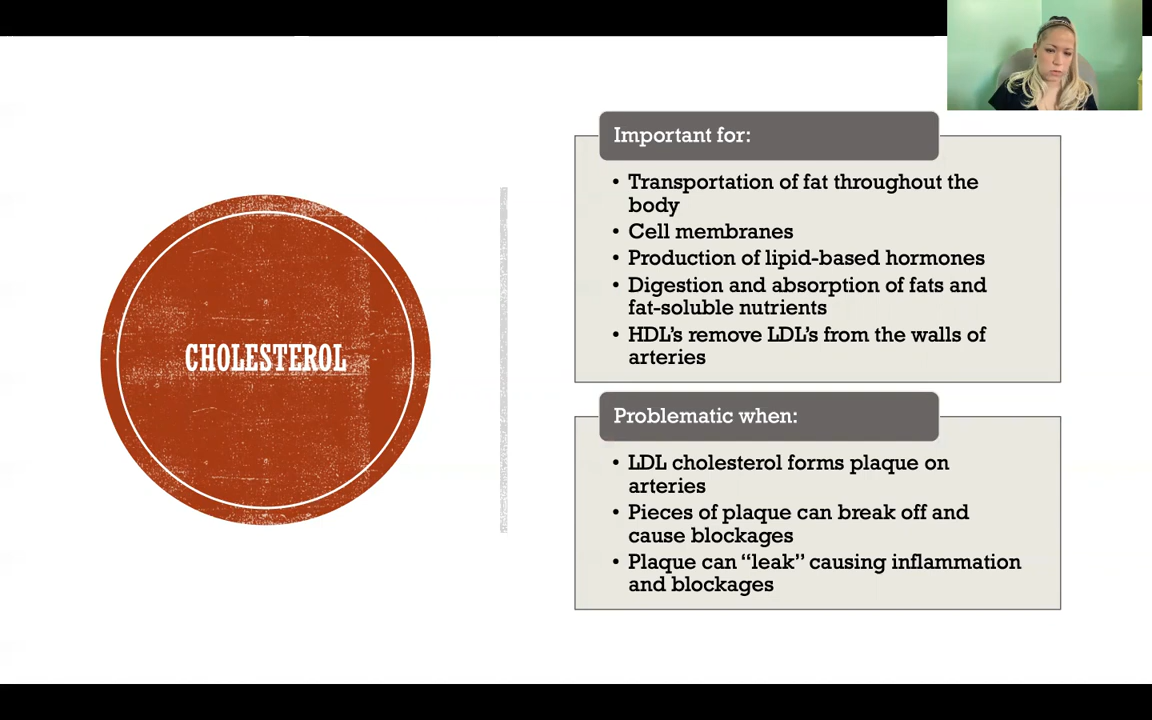 CHOLESTEROL
Important for:
• Transportation of fat throughout the
body
• Cell membranes
• Production of lipid-based hormones
• Digestion and absorption of fats and
fat-soluble nutrients
• HDL’s remove LDL’s from the walls of
arteries
Problematic when:
• LDL cholesterol forms plaque on
arteries
• Pieces of plaque can break off and
cause blockages
• Plaque can “leak” causing inflammation
and blockages